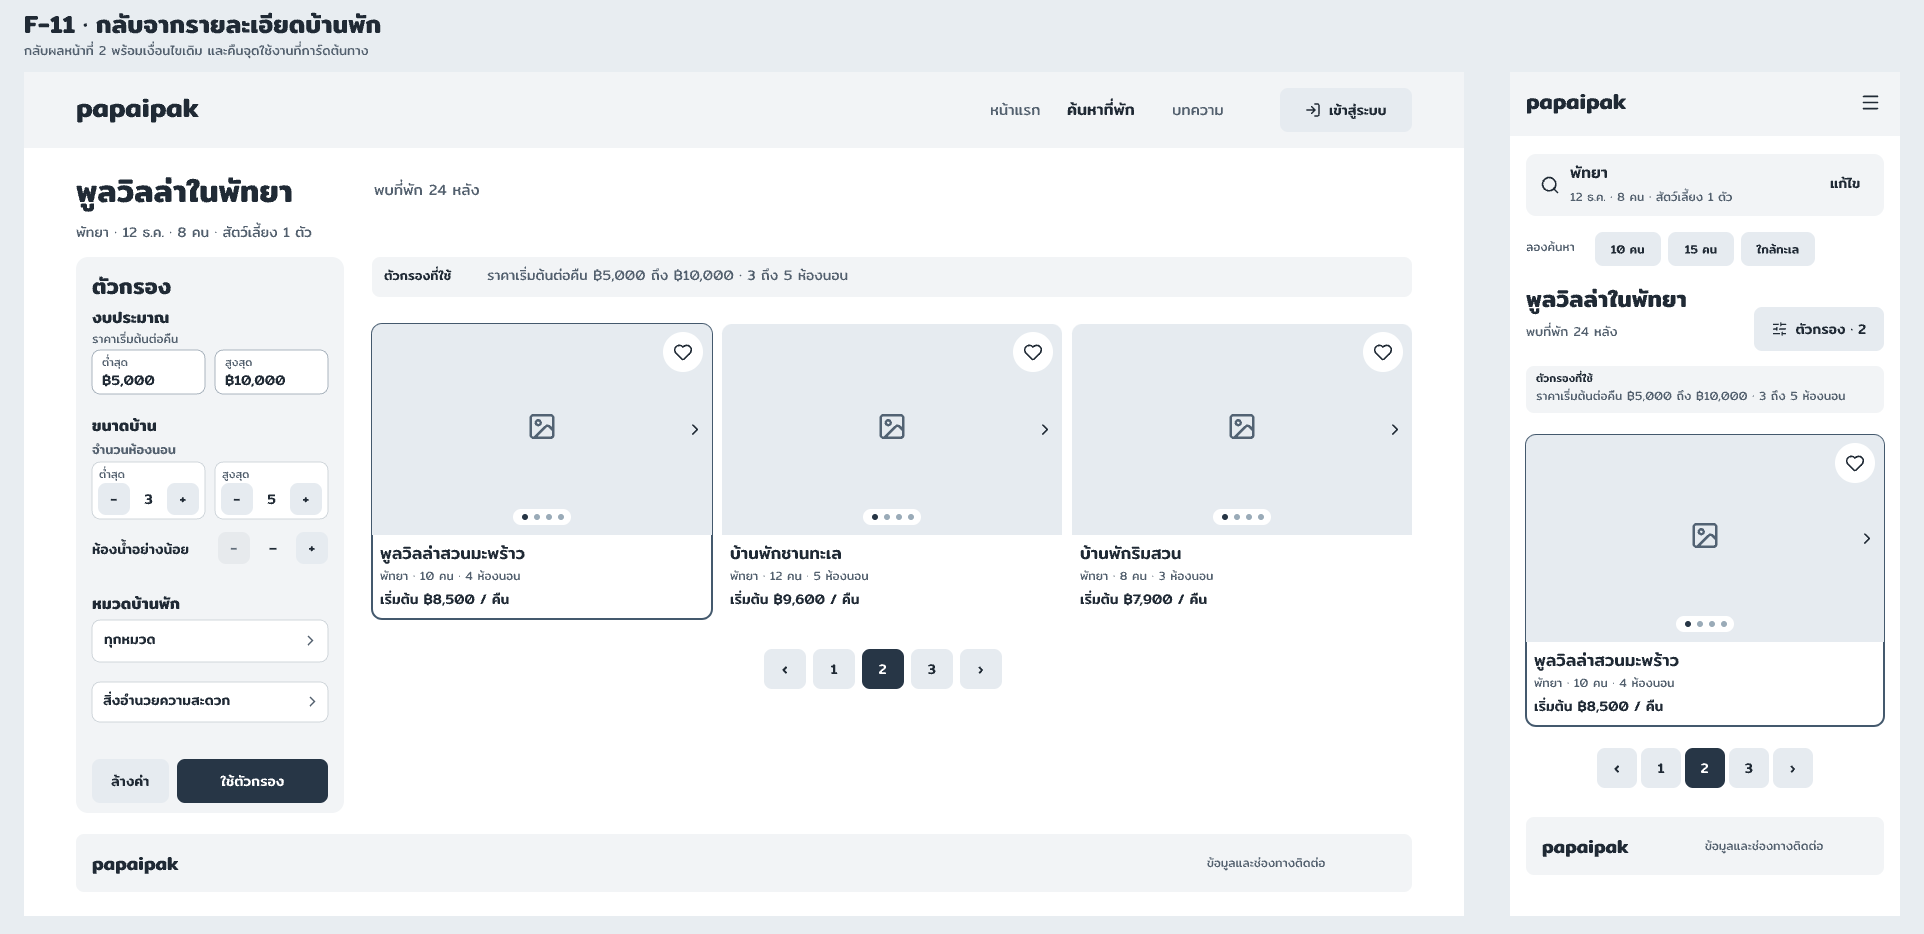 F-11 · กลับจากรายละเอียดบ้านพัก
กลับผลหน้าที่ 2 พร้อมเงื่อนไขเดิม และคืนจุดใช้งานที่การ์ดต้นทาง
papaipak
หน้าแรก
ค้นหาที่พัก
บทความ
เข้าสู่ระบบ
พูลวิลล่าในพัทยา
พัทยา · 12 ธ.ค. · 8 คน · สัตว์เลี้ยง 1 ตัว
พบที่พัก 24 หลัง
ตัวกรอง
งบประมาณ
ราคาเริ่มต้นต่อคืน
ต่ำสุด
฿5,000
สูงสุด
฿10,000
ขนาดบ้าน
จำนวนห้องนอน
ต่ำสุด
− 3 +
สูงสุด
− 5 +
ห้องน้ำอย่างน้อย − – +
หมวดบ้านพัก
ทุกหมวด
สิ่งอำนวยความสะดวก
ล้างค่า
ใช้ตัวกรอง
ตัวกรองที่ใช้ ราคาเริ่มต้นต่อคืน ฿5,000 ถึง ฿10,000 · 3 ถึง 5 ห้องนอน
พูลวิลล่าสวนมะพร้าว
พัทยา · 10 คน · 4 ห้องนอน
เริ่มต้น ฿8,500 / คืน
บ้านพักชานทะเล
พัทยา · 12 คน · 5 ห้องนอน
เริ่มต้น ฿9,600 / คืน
บ้านพักริมสวน
พัทยา · 8 คน · 3 ห้องนอน
เริ่มต้น ฿7,900 / คืน
‹ 1 2 3 ›
papaipak
ข้อมูลและช่องทางติดต่อ
papaipak
พัทยา
12 ธ.ค. · 8 คน · สัตว์เลี้ยง 1 ตัว
แก้ไข
ลองค้นหา
10 คน
15 คน
ใกล้ทะเล
พูลวิลล่าในพัทยา
พบที่พัก 24 หลัง
ตัวกรอง · 2
ตัวกรองที่ใช้
ราคาเริ่มต้นต่อคืน ฿5,000 ถึง ฿10,000 · 3 ถึง 5 ห้องนอน
พูลวิลล่าสวนมะพร้าว
พัทยา · 10 คน · 4 ห้องนอน
เริ่มต้น ฿8,500 / คืน
‹ 1 2 3 ›
papaipak
ข้อมูลและช่องทางติดต่อ